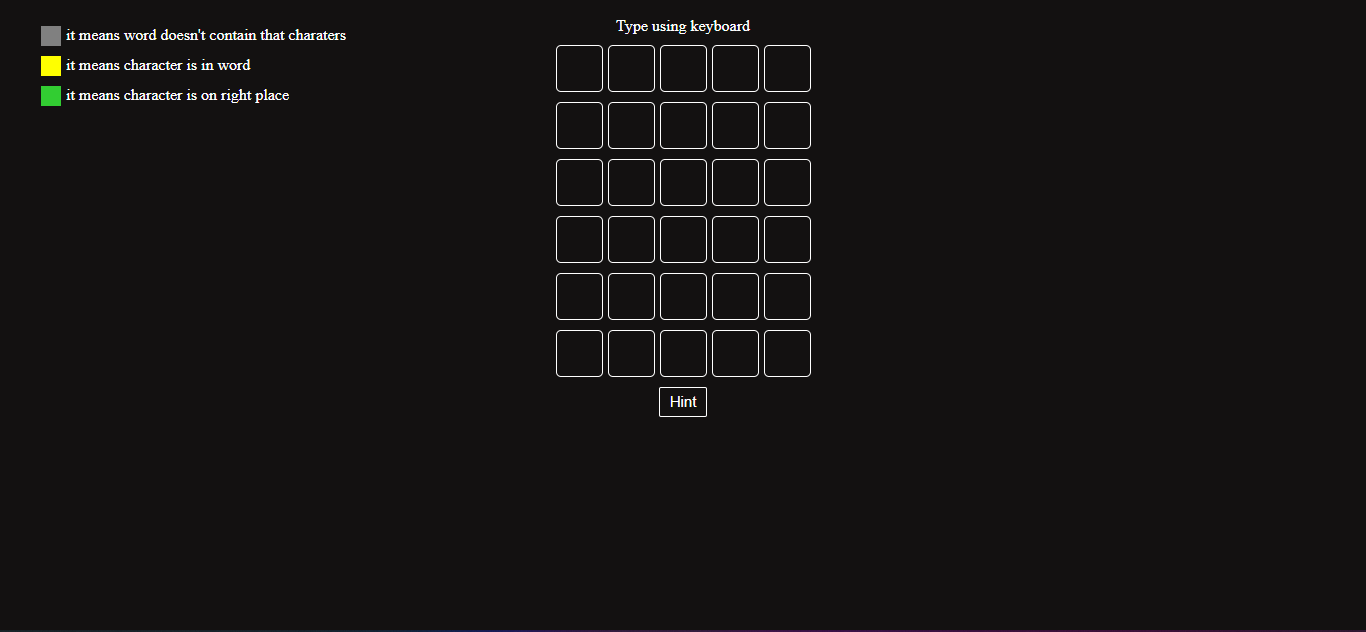 it means word doesn't contain that charaters
it means character is in word
it means character is on right place
Type using keyboard
Hint